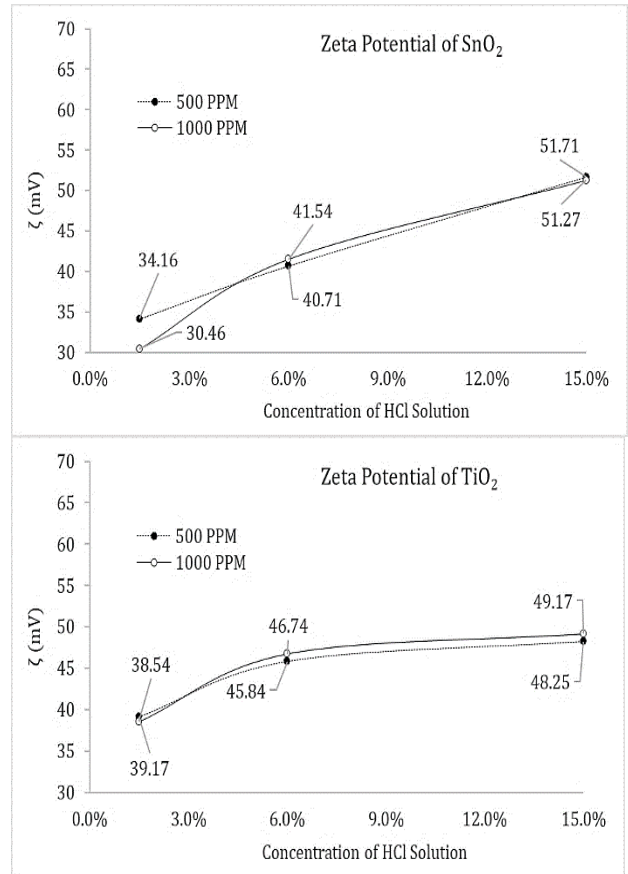 Zeta Potential of SnO₂
70
65
60
55
50
45
40
35
30
ζ (mV)
500 PPM
1000 PPM
34.16
30.46
41.54
40.71
51.71
51.27
0.0% 3.0% 6.0% 9.0% 12.0% 15.0%
Concentration of HCl Solution
Zeta Potential of TiO₂
70
65
60
55
50
45
40
35
30
ζ (mV)
500 PPM
1000 PPM
38.54
39.17
46.74
45.84
49.17
48.25
0.0% 3.0% 6.0% 9.0% 12.0% 15.0%
Concentration of HCl Solution